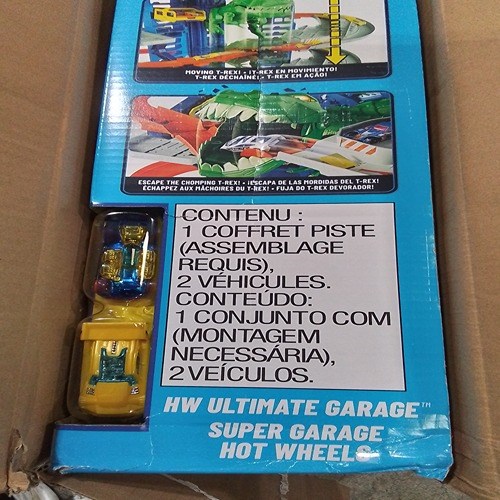 MOVING T-REX! • ¡T-REX EN MOVIMIENTO!
T-REX DÉCHAÎNÉ! • T-REX EM AÇÃO!
ESCAPE THE CHOMPING T-REX! • ¡ESCAPA DE LAS MORDIDAS DEL T-REX!
ÉCHAPPEZ AUX MÂCHOIRES DU T-REX! • FUJA DO T-REX DEVORADOR!
CONTENU :
1 COFFRET PISTE
(ASSEMBLAGE
REQUIS),
2 VÉHICULES.
CONTEÚDO:
1 CONJUNTO COM
(MONTAGEM
NECESSÁRIA),
2 VEÍCULOS.
HW ULTIMATE GARAGE™
SUPER GARAGE
HOT WHEELS